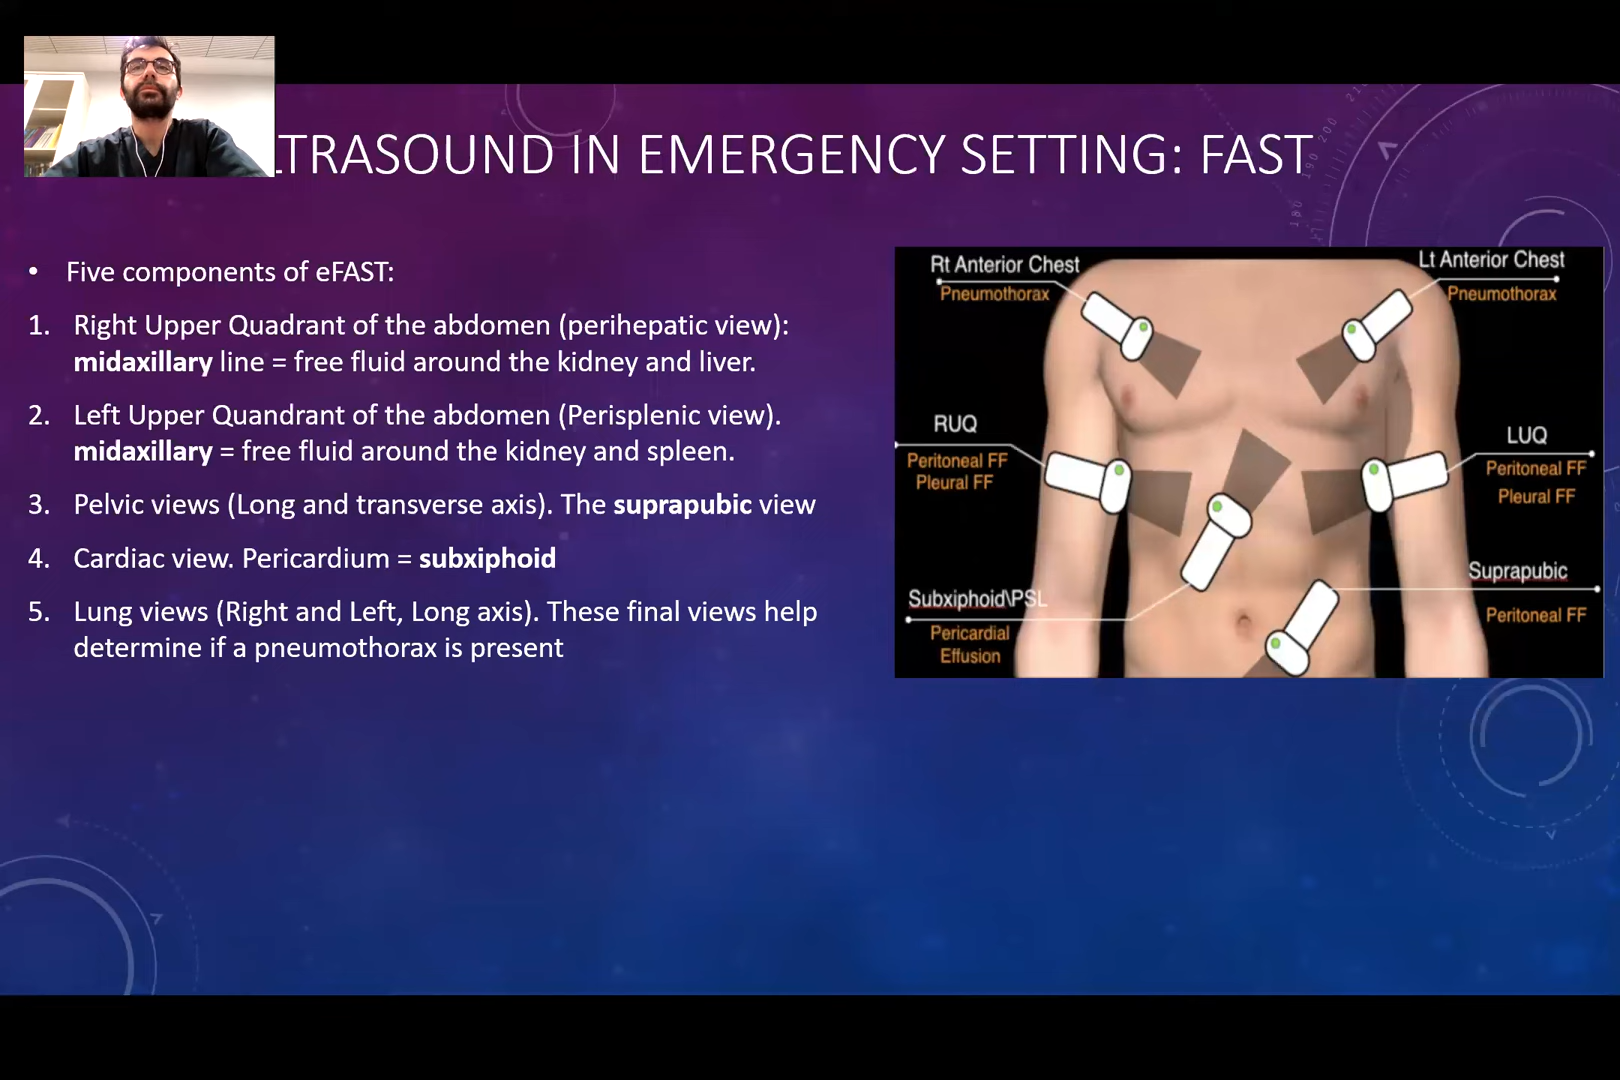 TRASOUND IN EMERGENCY SETTING: FAST
• Five components of eFAST:
1. Right Upper Quadrant of the abdomen (perihepatic view):
midaxillary line = free fluid around the kidney and liver.
2. Left Upper Quandrant of the abdomen (Perisplenic view).
midaxillary = free fluid around the kidney and spleen.
3. Pelvic views (Long and transverse axis). The suprapubic view
4. Cardiac view. Pericardium = subxiphoid
5. Lung views (Right and Left, Long axis). These final views help
determine if a pneumothorax is present
Rt Anterior Chest
Pneumothorax
Lt Anterior Chest
Pneumothorax
RUQ
Peritoneal FF
Pleural FF
LUQ
Peritoneal FF
Pleural FF
Subxiphoid\PSL
Pericardial
Effusion
Suprapubic
Peritoneal FF
180
190
200
210